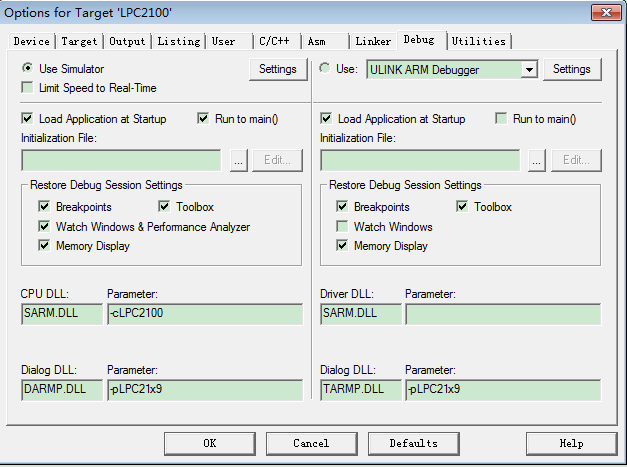 Options for Target 'LPC2100'
Device Target Output Listing User C/C++ Asm Linker Debug Utilities
Use Simulator Settings Use: ULINK ARM Debugger Settings
Limit Speed to Real-Time
Load Application at Startup Run to main() Load Application at Startup Run to main()
Initialization File: Initialization File:
... Edit... ... Edit...
Restore Debug Session Settings Restore Debug Session Settings
Breakpoints Toolbox Breakpoints Toolbox
Watch Windows & Performance Analyzer Watch Windows
Memory Display Memory Display
CPU DLL: Parameter: Driver DLL: Parameter:
SARM.DLL -cLPC2100 SARM.DLL
Dialog DLL: Parameter: Dialog DLL: Parameter:
DARMP.DLL -pLPC21x9 TARMP.DLL -pLPC21x9
OK Cancel Defaults Help